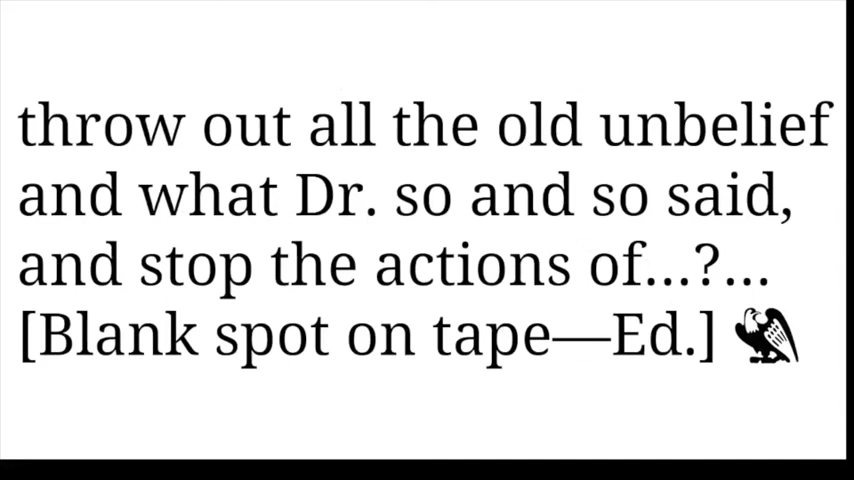 throw out all the old unbelief
and what Dr. so and so said,
and stop the actions of...?...
[Blank spot on tape—Ed.]